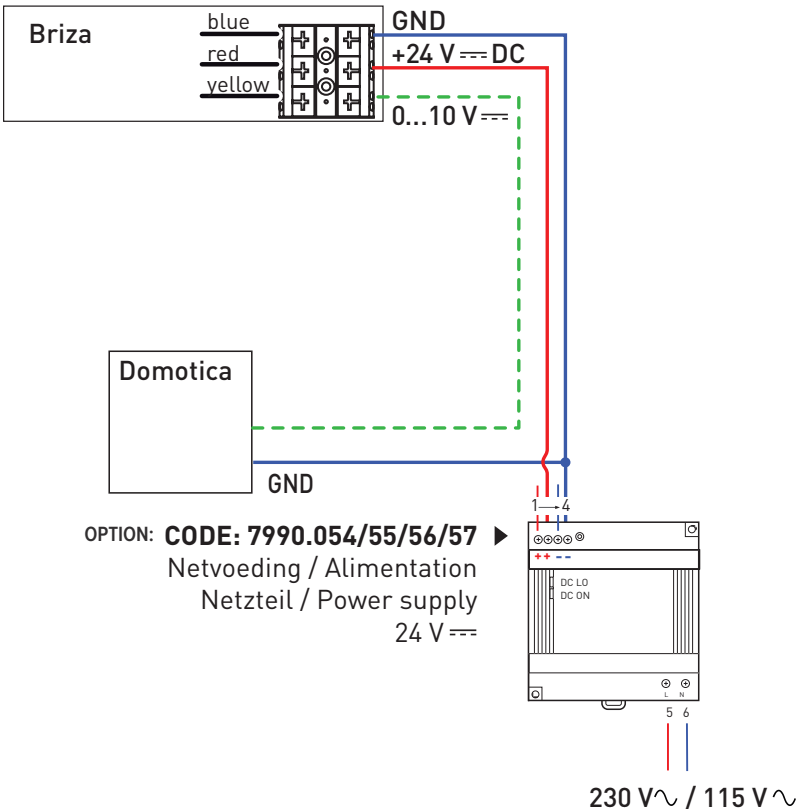 Briza
blue
red
yellow
GND
+24 V ⎓ DC
0...10 V ⎓
Domotica
GND
1→4
OPTION: CODE: 7990.054/55/56/57 ▶
Netvoeding / Alimentation
Netzteil / Power supply
24 V ⎓
++ --
DC LO
DC ON
L N
5 6
230 V∿ / 115 V∿